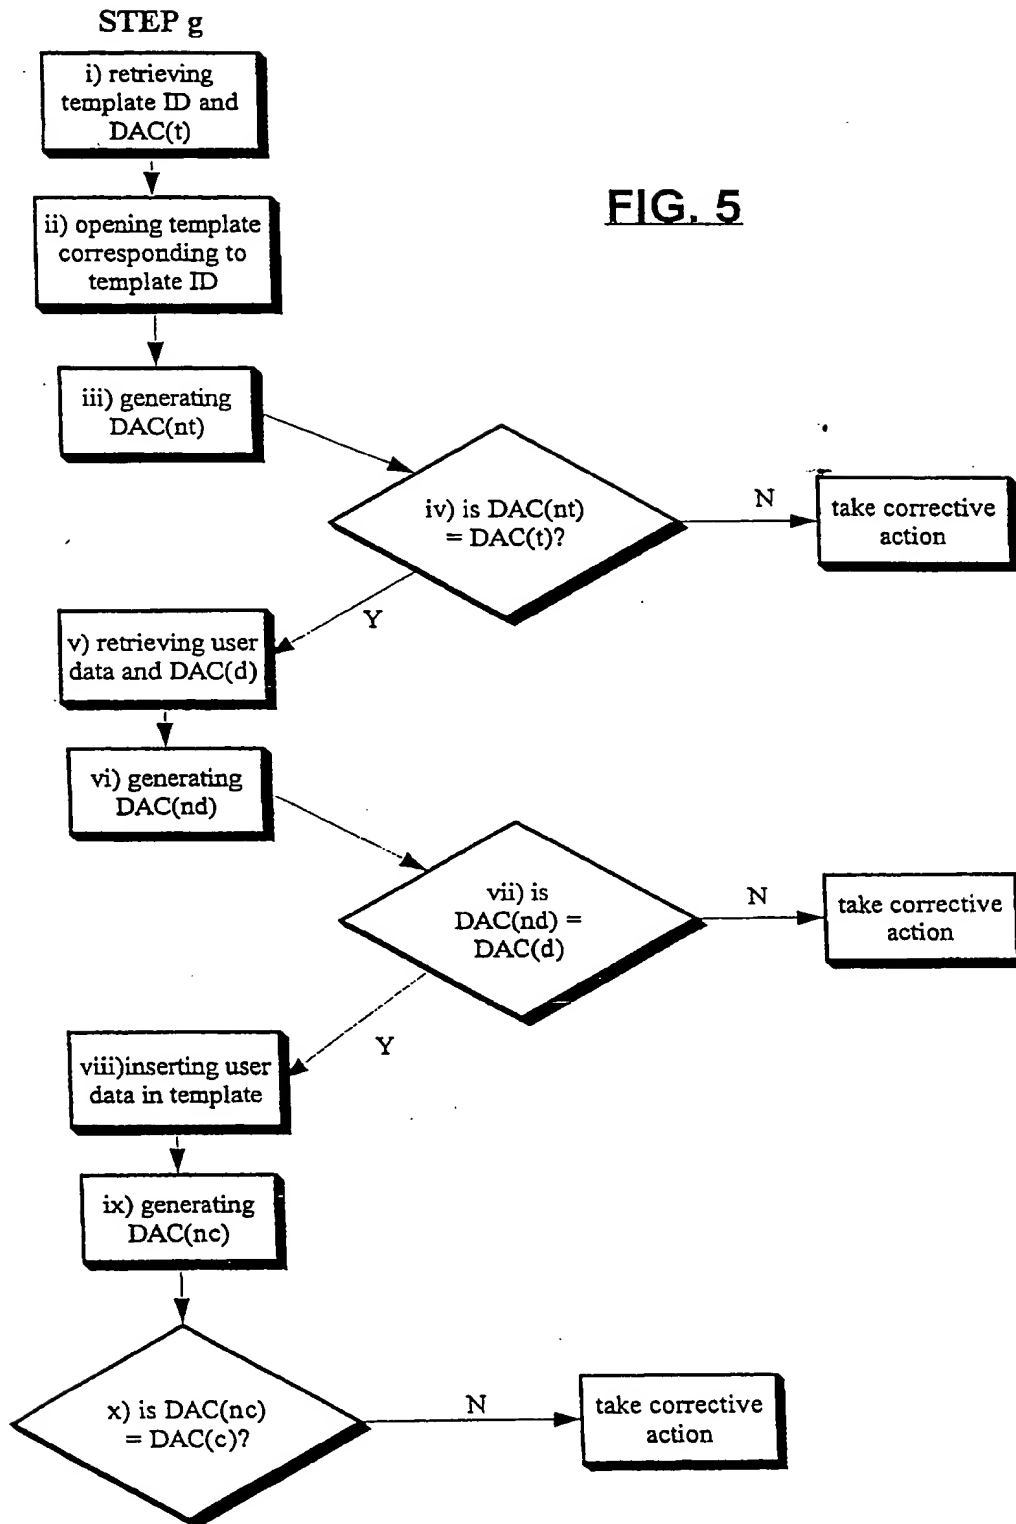 STEP g
i) retrieving
template ID and
DAC(t)
FIG. 5
ii) opening template
corresponding to
template ID
iii) generating
DAC(nt)
iv) is DAC(nt)
= DAC(t)?
N
take corrective
action
Y
v) retrieving user
data and DAC(d)
vi) generating
DAC(nd)
vii) is
DAC(nd) =
DAC(d)
N
take corrective
action
Y
viii)inserting user
data in template
ix) generating
DAC(nc)
x) is DAC(nc)
= DAC(c)?
N
take corrective
action